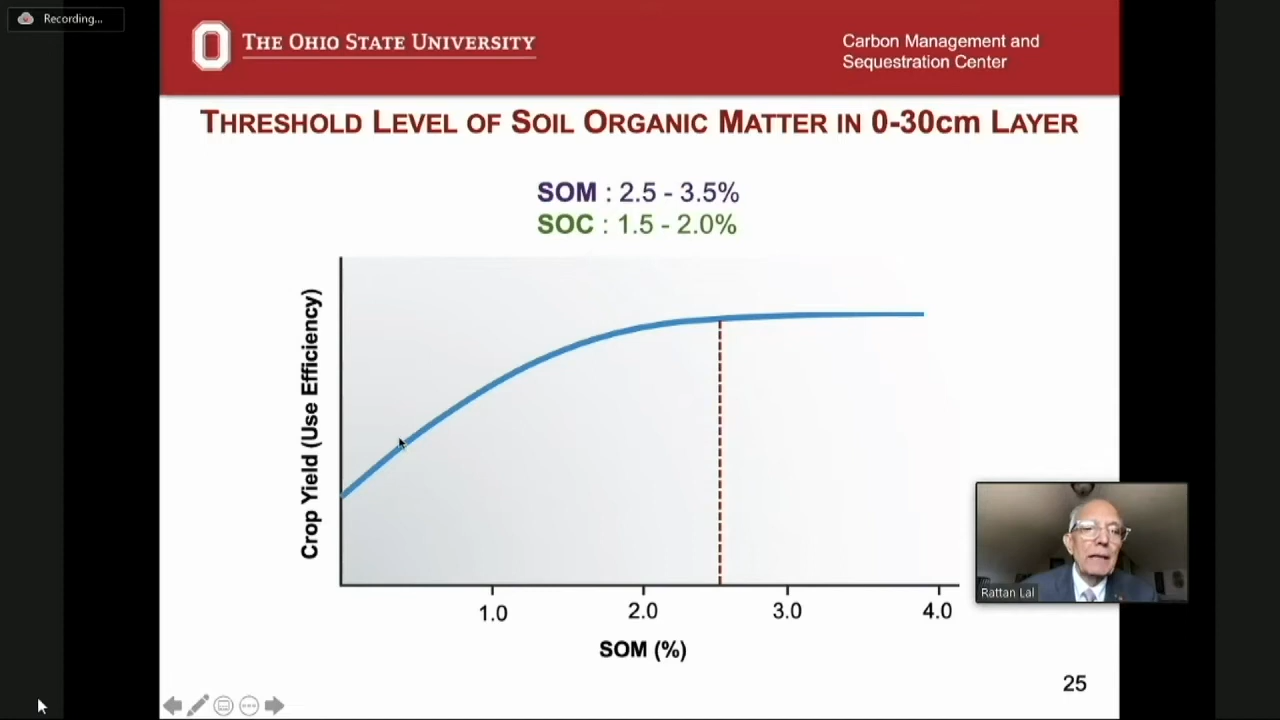 Recording...
THE OHIO STATE UNIVERSITY
Carbon Management and
Sequestration Center
THRESHOLD LEVEL OF SOIL ORGANIC MATTER IN 0-30cm LAYER
SOM : 2.5 - 3.5%
SOC : 1.5 - 2.0%
Crop Yield (Use Efficiency)
1.0 2.0 3.0 4.0
SOM (%)
Rattan Lal
25